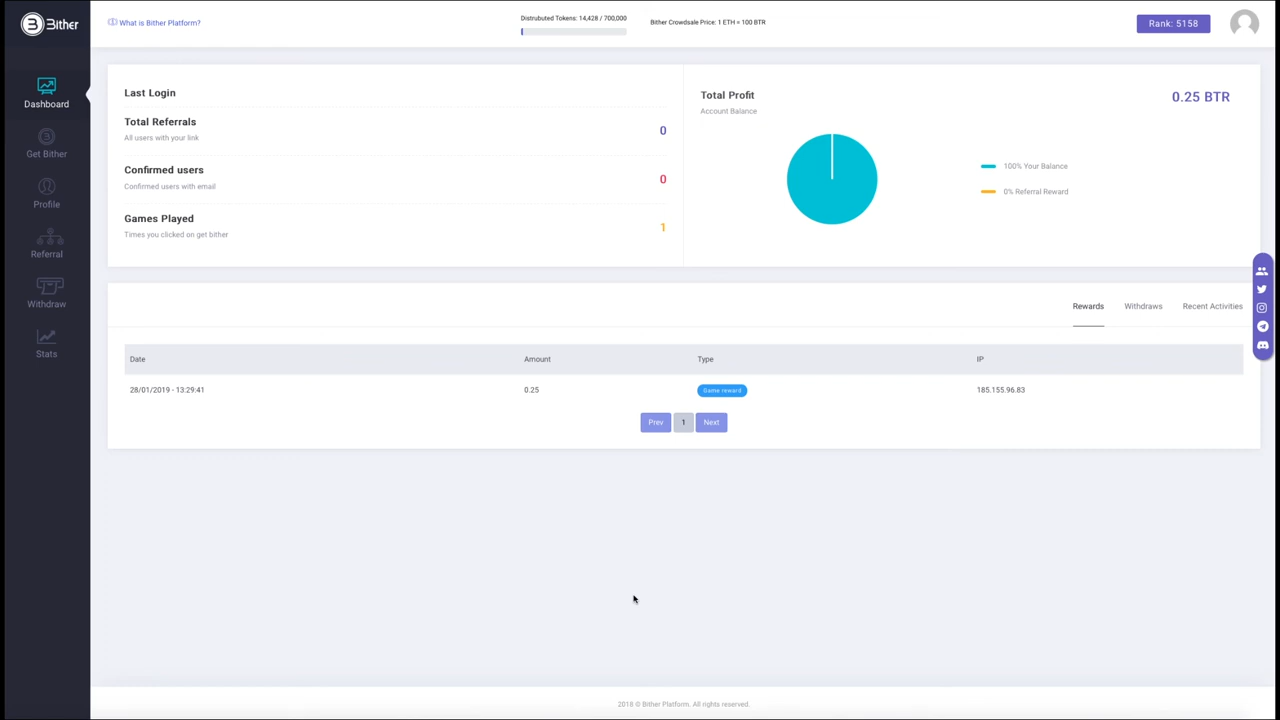 Bither
What is Bither Platform?
Distrubuted Tokens: 14,428 / 700,000
Bither Crowdsale Price: 1 ETH = 100 BTR
Rank: 5158
Dashboard
Get Bither
Profile
Referral
Withdraw
Stats
Last Login
Total Referrals
All users with your link
0
Confirmed users
Confirmed users with email
0
Games Played
Times you clicked on get bither
1
Total Profit
Account Balance
0.25 BTR
100% Your Balance
0% Referral Reward
Rewards Withdraws Recent Activities
Date Amount Type IP
28/01/2019 - 13:29:41 0.25 Game reward 185.155.96.83
Prev 1 Next
2018 © Bither Platform. All rights reserved.